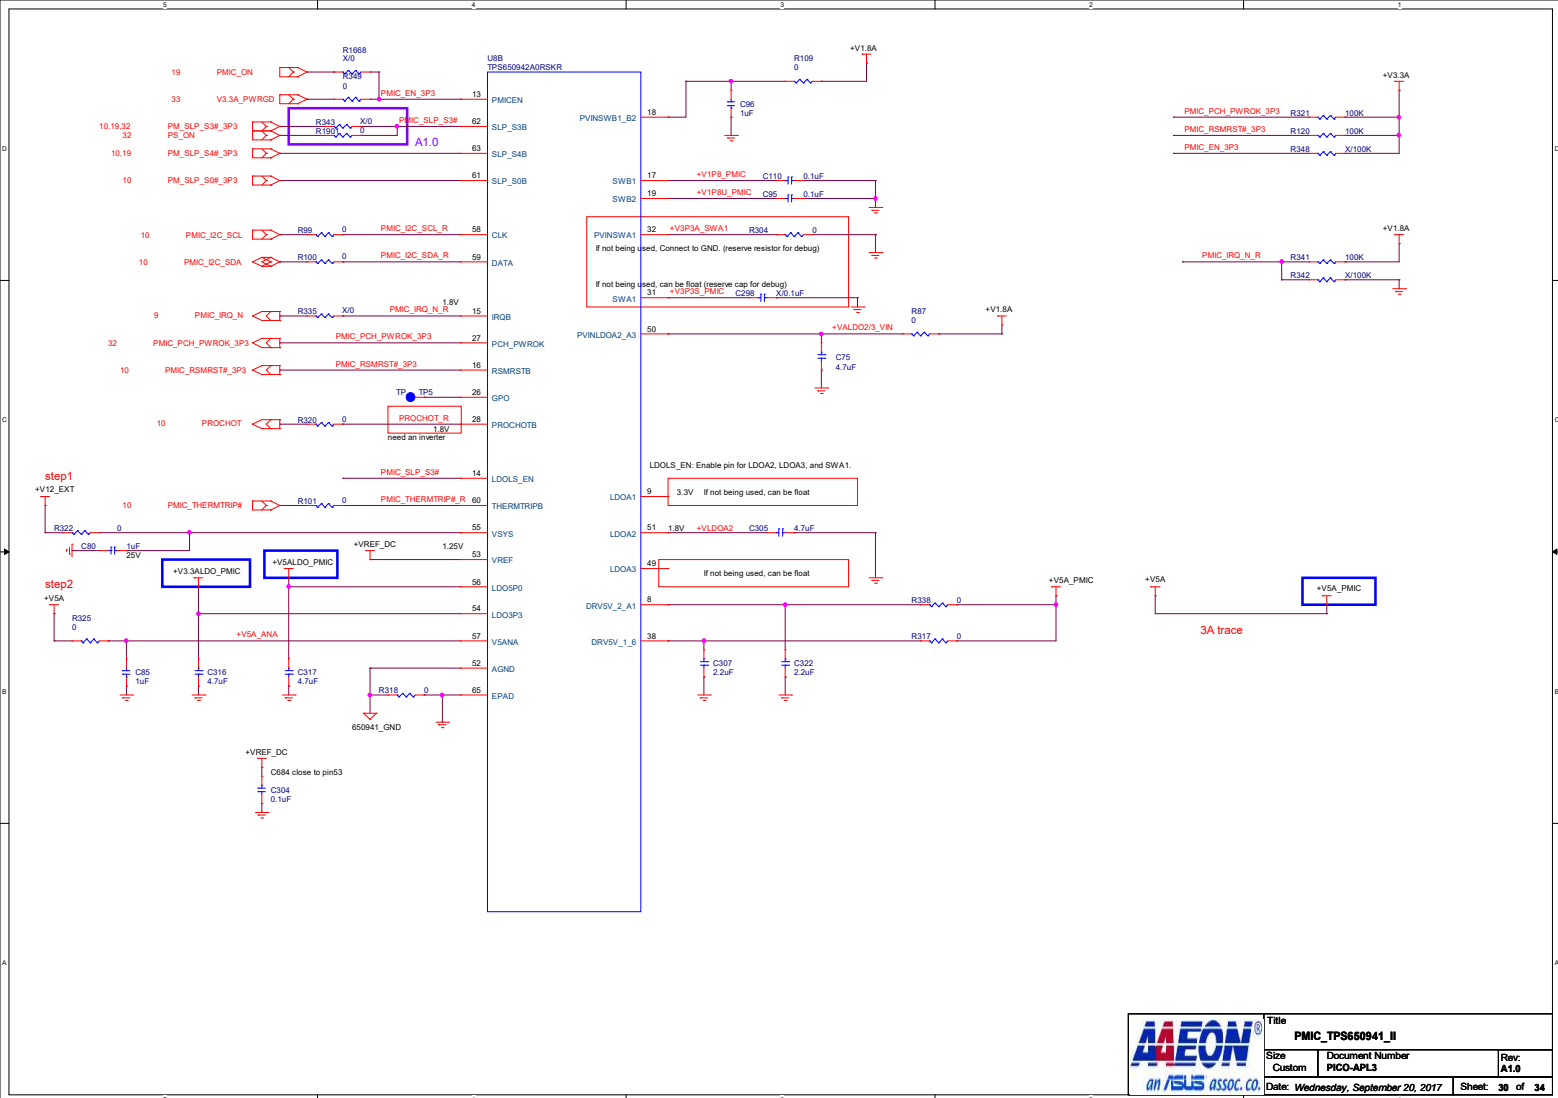 5 4 3 2 1
R1668
X/0
19 PMIC_ON
R349
0
33 V3.3A_PWRGD
PMIC_EN_3P3 13 PMICEN
U8B
TPS650942A0RSKR
10,19,32 PM_SLP_S3#_3P3
R343 X/0 PMIC_SLP_S3# 62 SLP_S3B
32 PS_ON
R1901 0
A1.0
10,19 PM_SLP_S4#_3P3 63 SLP_S4B
10 PM_SLP_S0#_3P3 61 SLP_S0B
10 PMIC_I2C_SCL R99 0 PMIC_I2C_SCL_R 58 CLK
10 PMIC_I2C_SDA R100 0 PMIC_I2C_SDA_R 59 DATA
1.8V
9 PMIC_IRQ_N R335 X/0 PMIC_IRQ_N_R 15 IRQB
32 PMIC_PCH_PWROK_3P3 PMIC_PCH_PWROK_3P3 27 PCH_PWROK
10 PMIC_RSMRST#_3P3 PMIC_RSMRST#_3P3 16 RSMRSTB
TP TP5 26 GPO
10 PROCHOT R320 0 PROCHOT_R 28 PROCHOTB
1.8V
need an inverter
PMIC_SLP_S3# 14 LDOLS_EN
step1
+V12_EXT
10 PMIC_THERMTRIP# R101 0 PMIC_THERMTRIP#_R 60 THERMTRIPB
R322 0 55 VSYS
C80 1uF
25V
+VREF_DC 1.25V 53 VREF
+V3.3ALDO_PMIC
+V5ALDO_PMIC
56 LDO5P0
step2
+V5A
54 LDO3P3
R325
0
+V5A_ANA 57 V5ANA
C85
1uF
C316
4.7uF
C317
4.7uF
52 AGND
R318 0 65 EPAD
650941_GND
+VREF_DC
C684 close to pin53
C304
0.1uF
R109
0
+V1.8A
C96
1uF
PVINSWB1_B2 18
SWB1 17 +V1P8_PMIC C110 0.1uF
SWB2 19 +V1P8U_PMIC C95 0.1uF
PVINSWA1 32 +V3P3A_SWA1 R304 0
If not being used, Connect to GND. (reserve resistor for debug)
If not being used, can be float (reserve cap for debug)
SWA1 31 +V3P3S_PMIC C298 X/0.1uF
PVINLDOA2_A3 50 +VALDO2/3_VIN
R87
0
+V1.8A
C75
4.7uF
LDOLS_EN: Enable pin for LDOA2, LDOA3, and SWA1.
LDOA1 9 3.3V If not being used, can be float
LDOA2 51 1.8V +VLDOA2 C305 4.7uF
LDOA3 49 If not being used, can be float
DRV5V_2_A1 8 R338 0
+V5A_PMIC
DRV5V_1_6 38 R317 0
C307
2.2uF
C322
2.2uF
+V3.3A
PMIC_PCH_PWROK_3P3 R321 100K
PMIC_RSMRST#_3P3 R120 100K
PMIC_EN_3P3 R348 X/100K
+V1.8A
PMIC_IRQ_N_R R341 100K
R342 X/100K
+V5A
+V5A_PMIC
3A trace
D D
C C
B B
A A
AAEON®
an /ISUS assoc. co.
Title
PMIC_TPS650941_II
Size Document Number Rev:
Custom PICO-APL3 A1.0
Date: Wednesday, September 20, 2017 Sheet: 30 of 34